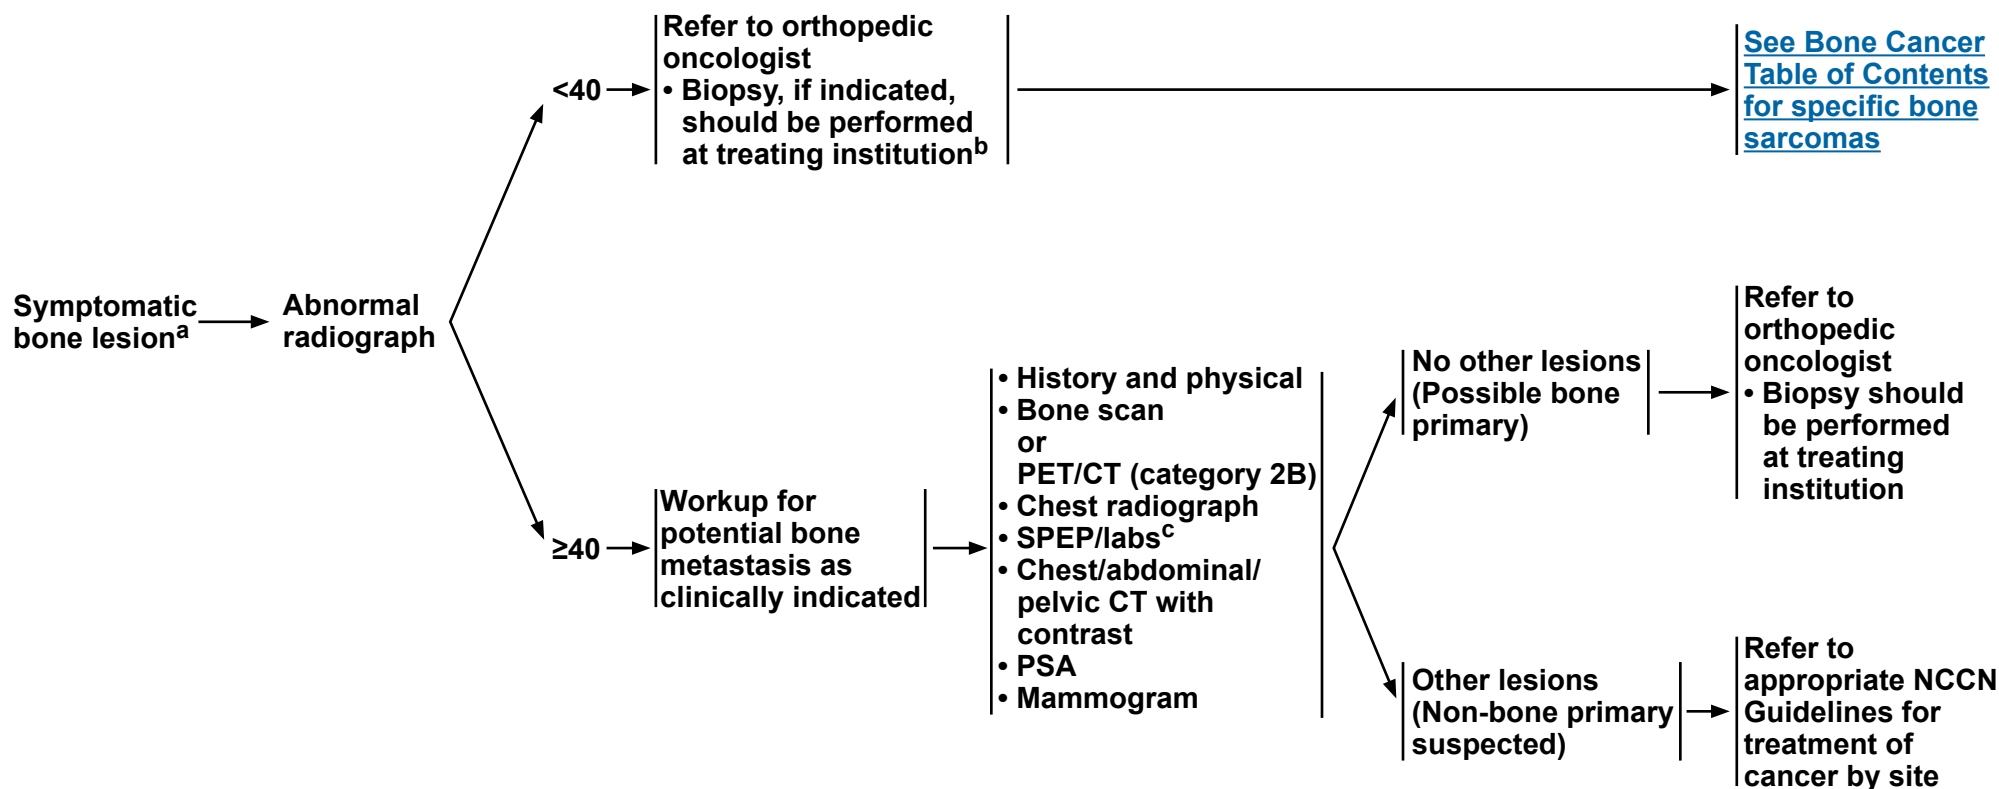 Symptomatic
bone lesionᵃ
Abnormal
radiograph
<40
Refer to orthopedic
oncologist
• Biopsy, if indicated,
should be performed
at treating institutionᵇ
See Bone Cancer
Table of Contents
for specific bone
sarcomas
≥40
Workup for
potential bone
metastasis as
clinically indicated
• History and physical
• Bone scan
or
PET/CT (category 2B)
• Chest radiograph
• SPEP/labsᶜ
• Chest/abdominal/
pelvic CT with
contrast
• PSA
• Mammogram
No other lesions
(Possible bone
primary)
Refer to
orthopedic
oncologist
• Biopsy should
be performed
at treating
institution
Other lesions
(Non-bone primary
suspected)
Refer to
appropriate NCCN
Guidelines for
treatment of
cancer by site